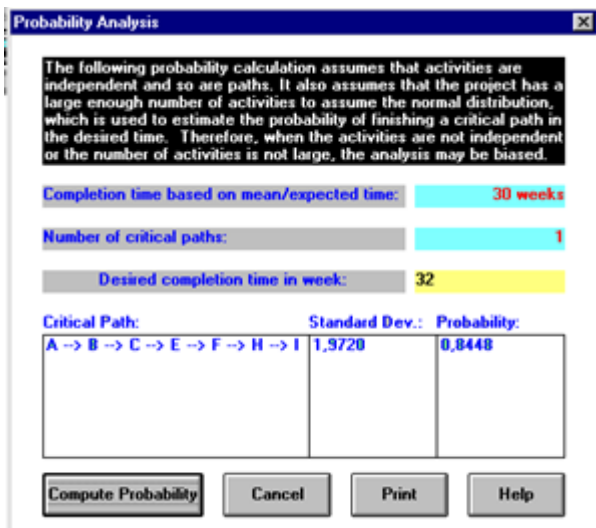 Probability Analysis
The following probability calculation assumes that activities are
independent and so are paths. It also assumes that the project has a
large enough number of activities to assume the normal distribution,
which is used to estimate the probability of finishing a critical path in
the desired time. Therefore, when the activities are not independent
or the number of activities is not large, the analysis may be biased.
Completion time based on mean/expected time: 30 weeks
Number of critical paths: 1
Desired completion time in week: 32
Critical Path: Standard Dev.: Probability:
A --> B --> C --> E --> F --> H --> I 1,9720 0,8448
Compute Probability Cancel Print Help